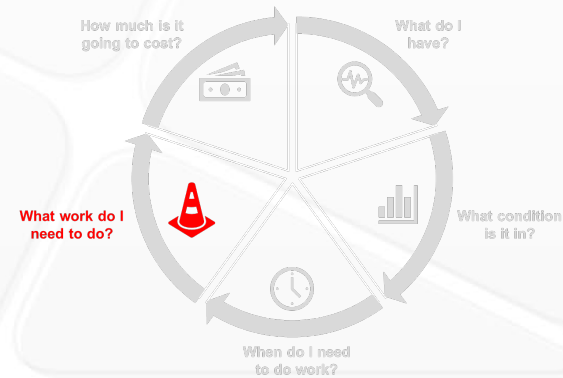 How much is it
going to cost?
What do I
have?
What condition
is it in?
When do I need
to do work?
What work do I
need to do?